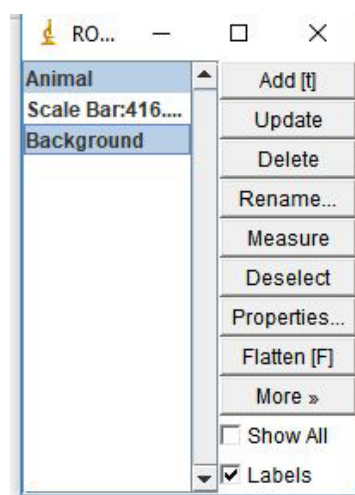 RO...
Animal
Scale Bar:416....
Background
Add [t]
Update
Delete
Rename...
Measure
Deselect
Properties...
Flatten [F]
More »
Show All
Labels